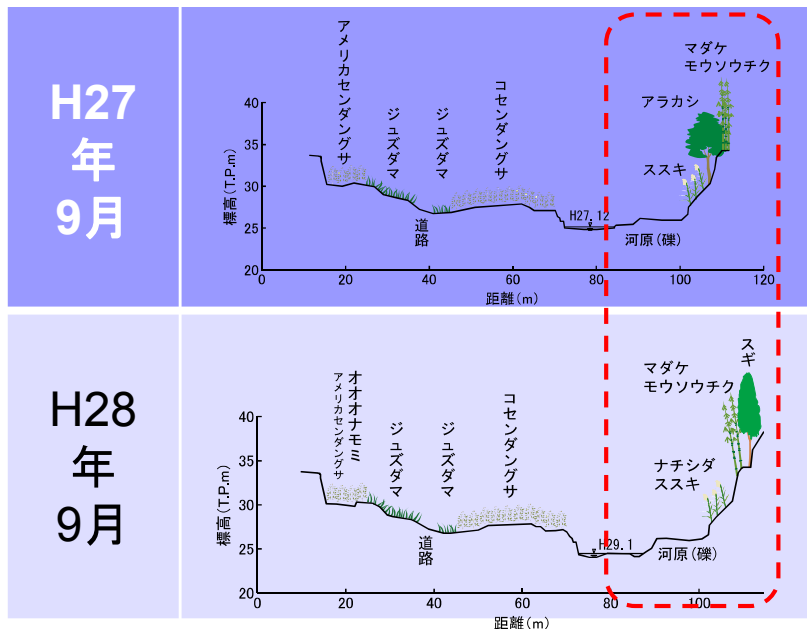 H27
年
9月
アメリカセンダングサ
ジュズダマ
ジュズダマ
コセンダングサ
マダケ
モウソウチク
アラカシ
ススキ
標高(T.P.m)
40
35
30
25
20
道路
H27.12
河原(礫)
0
20
40
60
80
100
120
距離(m)
H28
年
9月
オオオナモミ
アメリカセンダングサ
ジュズダマ
ジュズダマ
コセンダングサ
マダケ
モウソウチク
スギ
ナチシダ
ススキ
標高(T.P.m)
40
35
30
25
20
道路
H29.1
河原(礫)
0
20
40
60
80
100
距離(m)